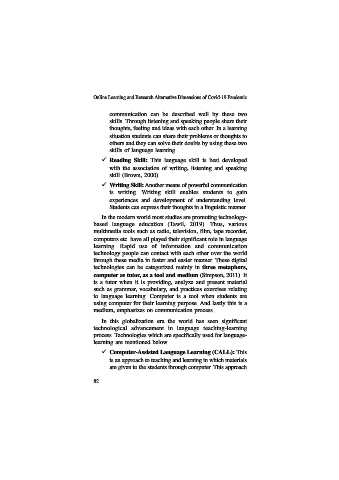 Online Learning and Research Alternative Dimensions of Covid-19 Pandemic
communication can be described well by these two
skills. Through listening and speaking people share their
thoughts, feeling and ideas with each other. In a learning
situation students can share their problems or thoughts to
others and they can solve their doubts by using these two
skills of language learning.
✓ Reading Skill: This language skill is best developed
with the association of writing, listening and speaking
skill (Brown, 2000).
✓ Writing Skill: Another means of powerful communication
is writing. Writing skill enables students to gain
experiences and development of understanding level.
Students can express their thoughts in a linguistic manner.
In the modern world most studies are promoting technology-
based language education (Tawil, 2019). Thus, various
multimedia tools such as radio, television, film, tape recorder,
computers etc. have all played their significant role in language
learning. Rapid use of information and communication
technology people can contact with each other over the world
through these media in faster and easier manner. These digital
technologies can be categorized mainly in three metaphors,
computer as tutor, as a tool and medium (Simpson, 2011). It
is a tutor when it is providing, analyze and present material
such as grammar, vocabulary, and practices exercises relating
to language learning. Computer is a tool when students are
using computer for their learning purpose. And lastly this is a
medium, emphasizes on communication process.
In this globalization era the world has seen significant
technological advancement in language teaching-learning
process. Technologies which are specifically used for language-
learning are mentioned below.
✓ Computer-Assisted Language Learning (CALL): This
is an approach to teaching and learning in which materials
are given to the students through computer. This approach
82